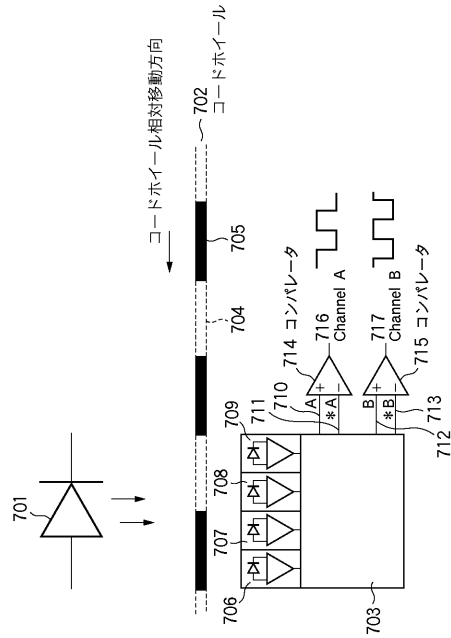 コードホイール相対移動方向
702
コードホイール
701
705
704
714 コンパレータ
716
Channel A
717
Channel B
715 コンパレータ
709
711
710
A
*A
+
−
B
*B
+
−
713
712
708
707
706
703